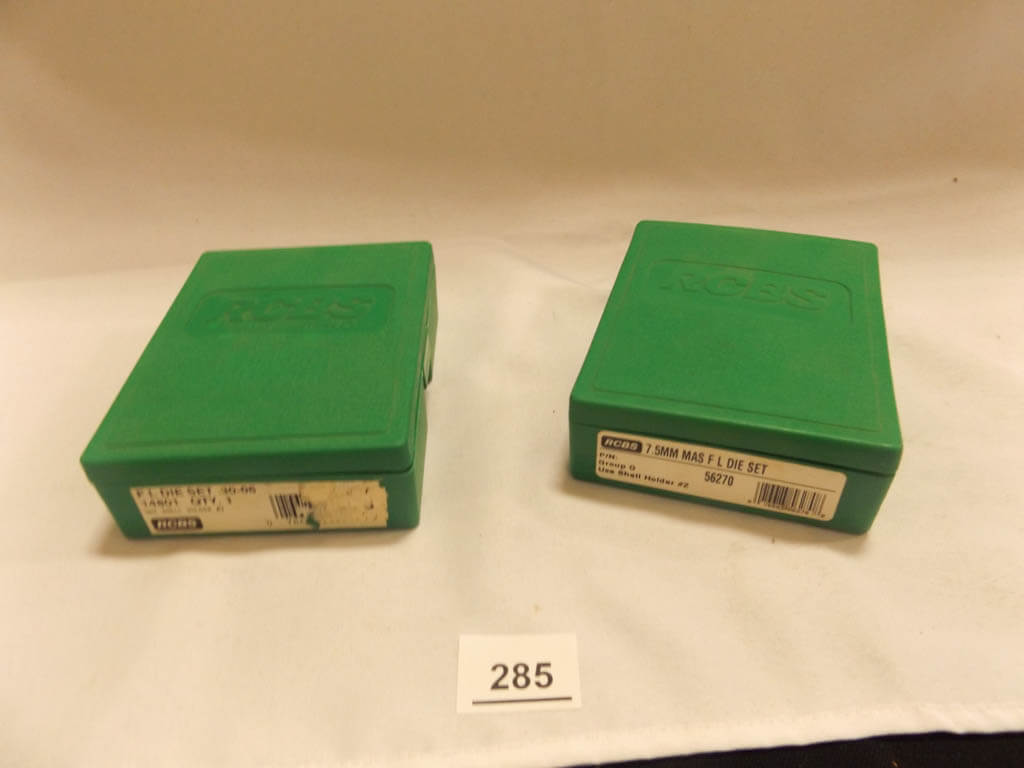 RCBS
F L DIE SET 30-06
14801 QTY. 1
RCBS
RCBS
RCBS 7.5MM MAS F L DIE SET
P/N: 56270
Group D
Use Shell Holder #2
285